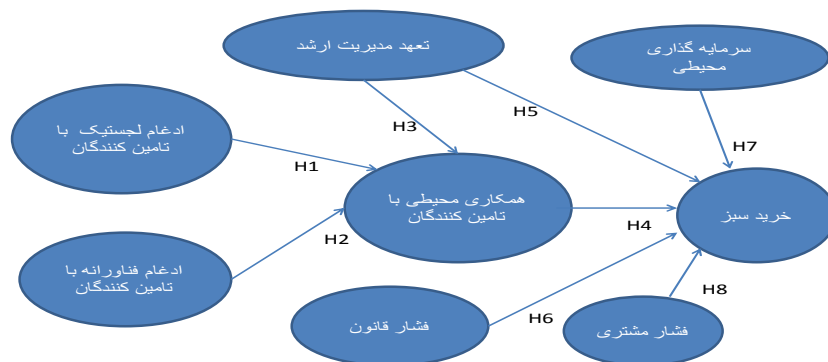 تعهد مدیریت ارشد
سرمایه گذاری
محیطی
H5
H3
H7
ادغام لجستیک با
تامین کنندگان
H1
همکاری محیطی با
تامین کنندگان
خرید سبز
H4
H2
ادغام فناورانه با
تامین کنندگان
H8
H6
فشار قانون
فشار مشتری